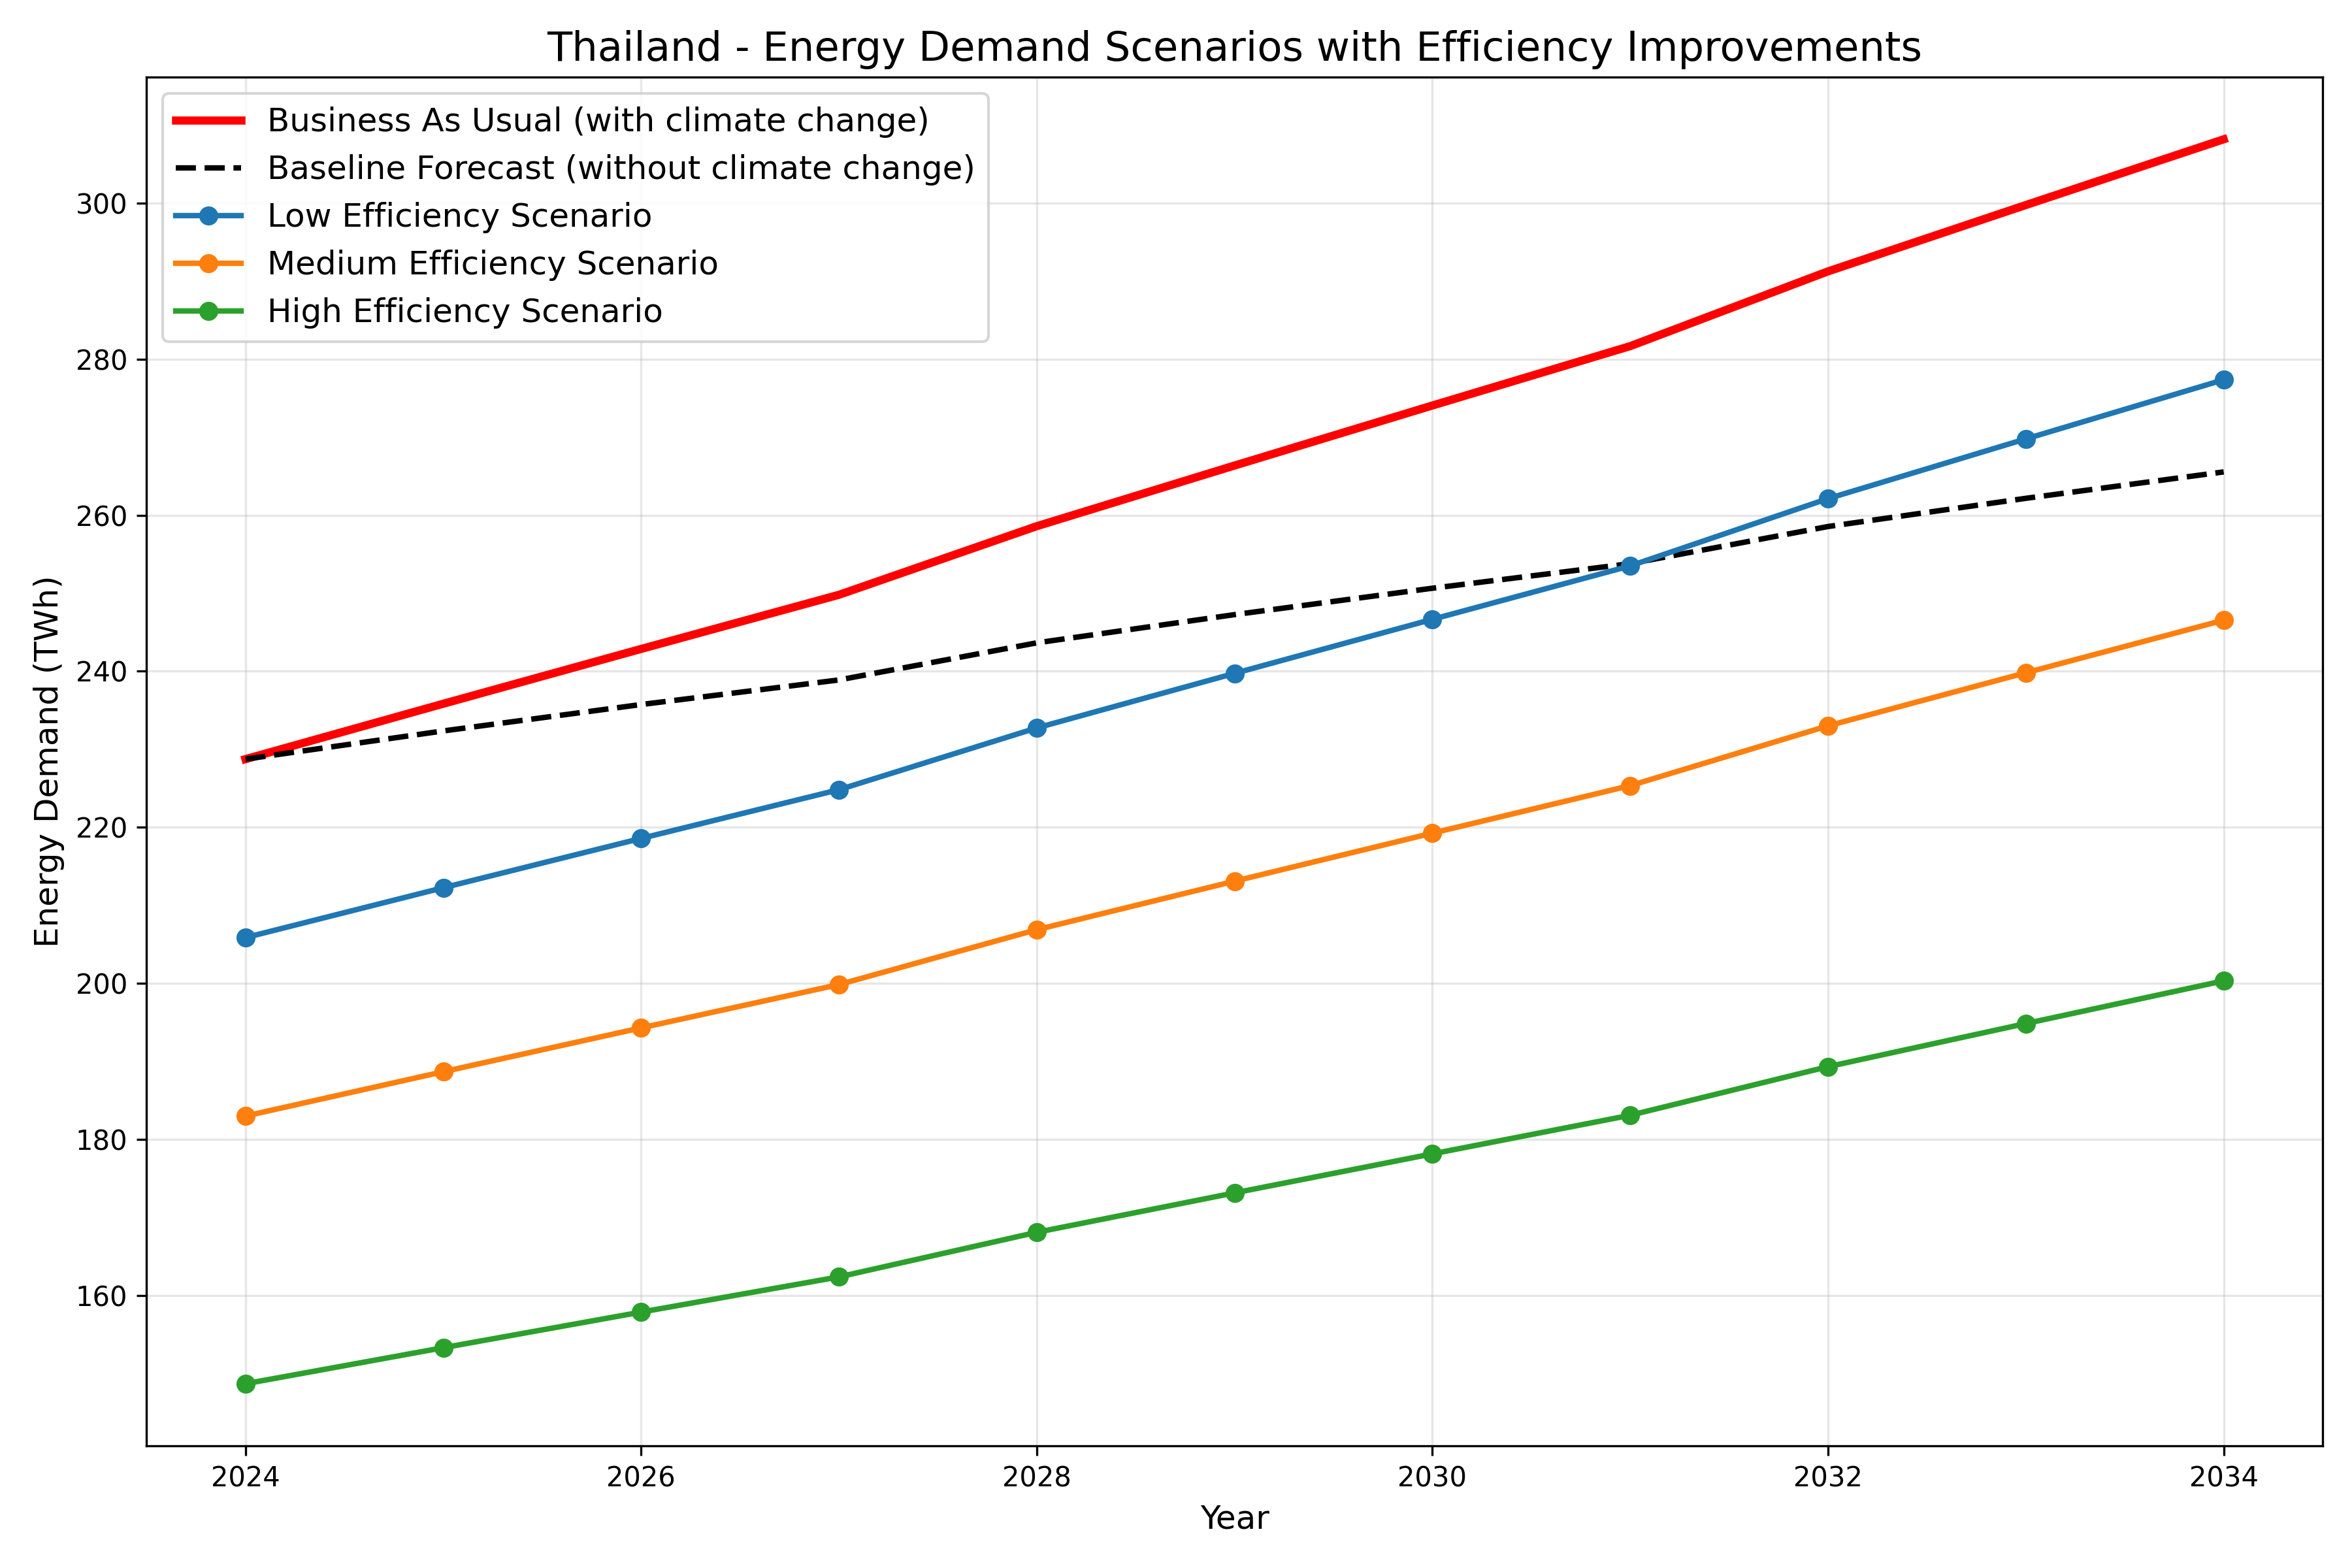 Thailand - Energy Demand Scenarios with Efficiency Improvements
Business As Usual (with climate change)
Baseline Forecast (without climate change)
Low Efficiency Scenario
Medium Efficiency Scenario
High Efficiency Scenario
Energy Demand (TWh)
300
280
260
240
220
200
180
160
2024 2026 2028 2030 2032 2034
Year